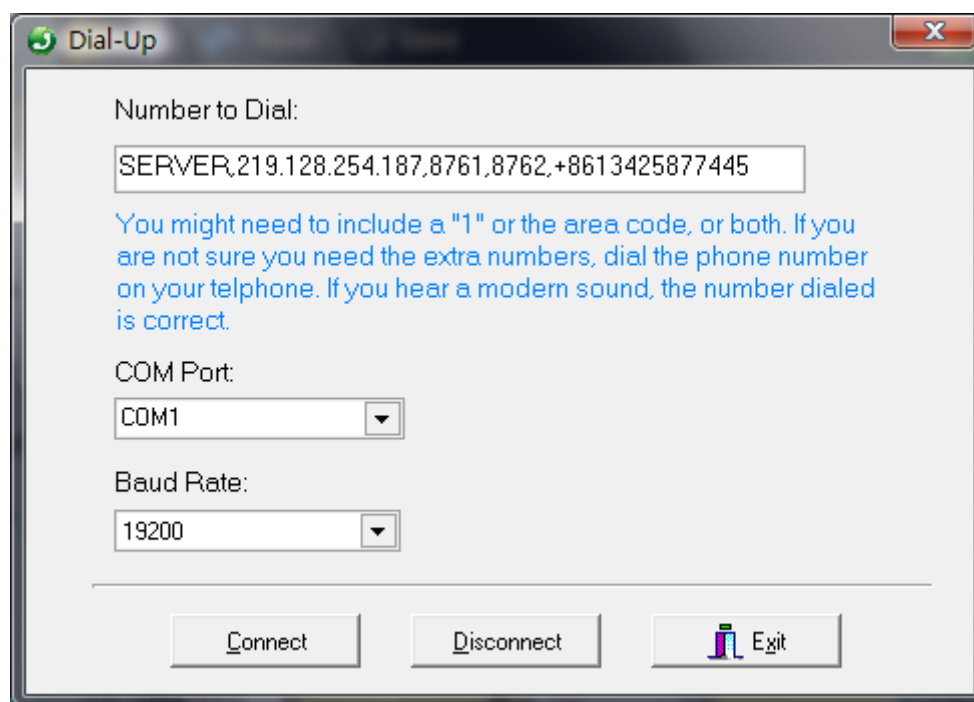 Dial-Up
Number to Dial:
SERVER,219.128.254.187,8761,8762,+8613425877445
You might need to include a "1" or the area code, or both. If you
are not sure you need the extra numbers, dial the phone number
on your telphone. If you hear a modern sound, the number dialed
is correct.
COM Port:
COM1
Baud Rate:
19200
Connect
Disconnect
Exit